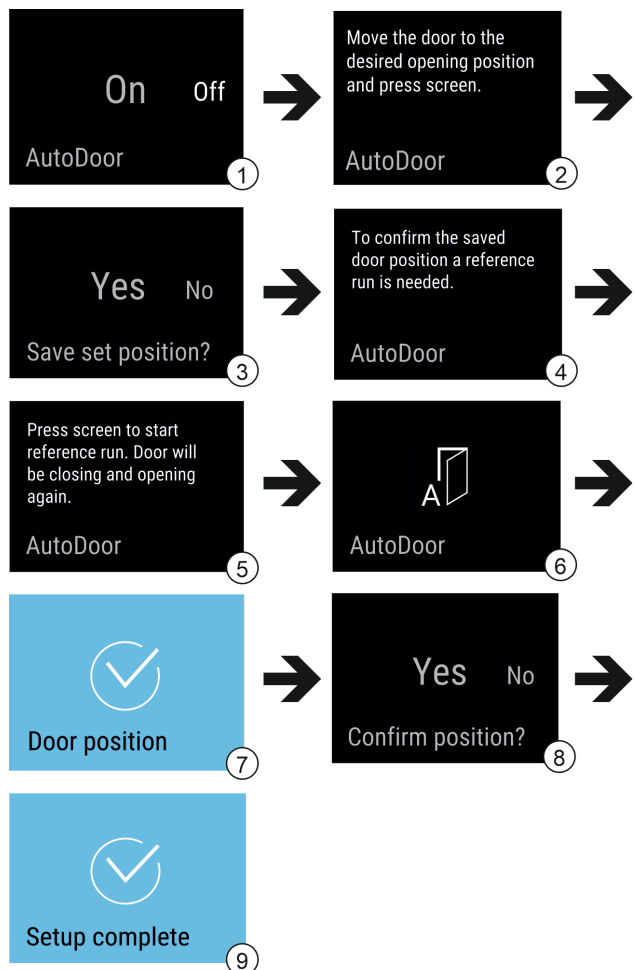 On Off
AutoDoor
1
Move the door to the
desired opening position
and press screen.
AutoDoor
2
Yes No
Save set position?
3
To confirm the saved
door position a reference
run is needed.
AutoDoor
4
Press screen to start
reference run. Door will
be closing and opening
again.
AutoDoor
5
A
AutoDoor
6
Door position
7
Yes No
Confirm position?
8
Setup complete
9